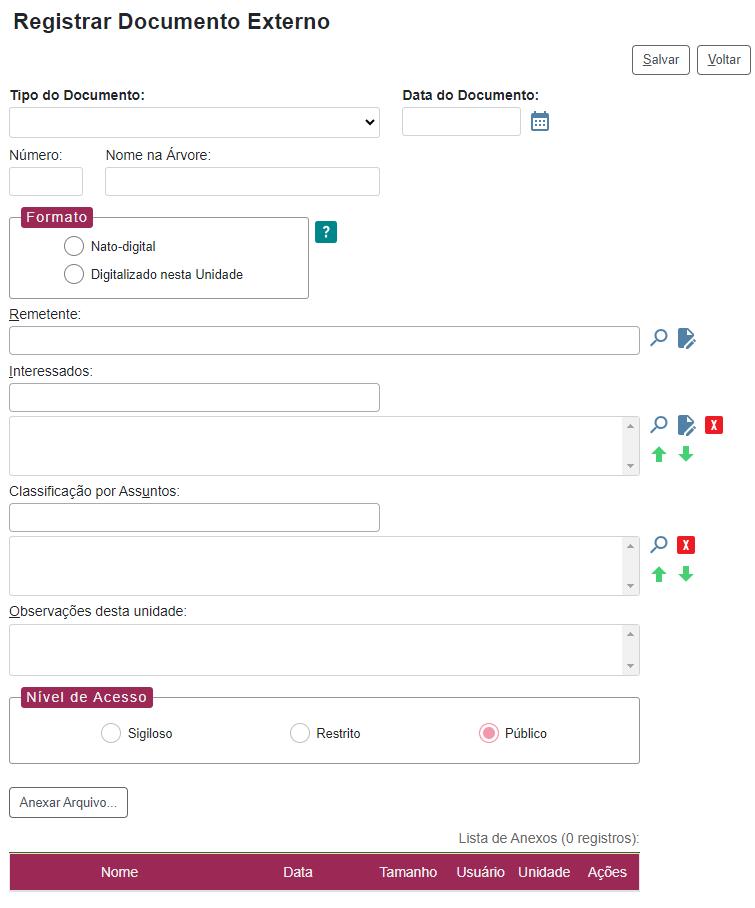 Registrar Documento Externo
Salvar Voltar
Tipo do Documento: Data do Documento:
Número: Nome na Árvore:
Formato
?
Nato-digital
Digitalizado nesta Unidade
Remetente:
Interessados:
X
Classificação por Assuntos:
X
Observações desta unidade:
Nível de Acesso
Sigiloso Restrito Público
Anexar Arquivo...
Lista de Anexos (0 registros):
Nome Data Tamanho Usuário Unidade Ações